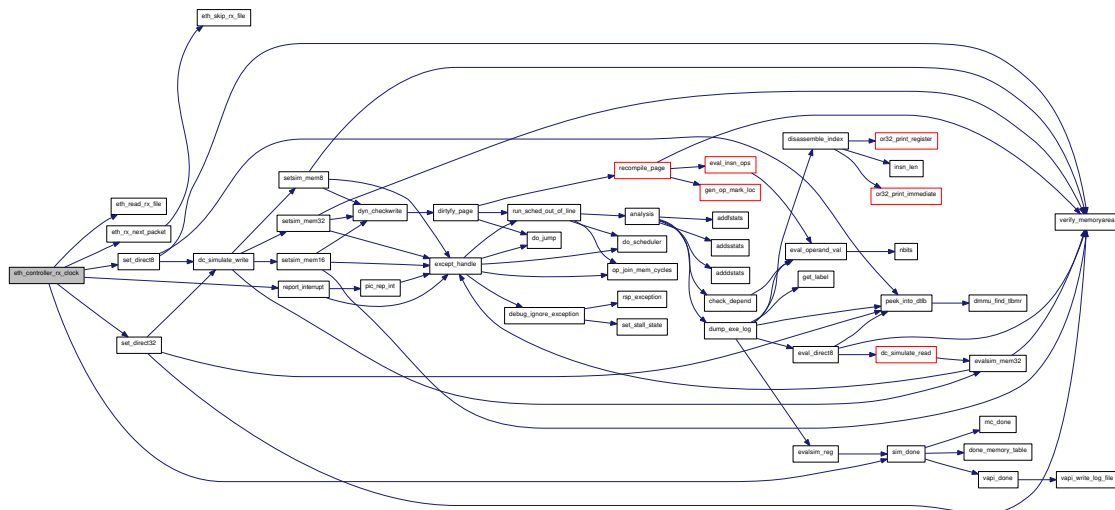 eth_skip_rx_file
eth_read_rx_file
eth_rx_next_packet
eth_controller_rx_clock
set_direct8
report_interrupt
set_direct32
dc_simulate_write
setsim_mem8
setsim_mem32
setsim_mem16
pic_rep_int
dyn_checkwrite
dirtyfy_page
except_handle
run_sched_out_of_line
do_jump
debug_ignore_exception
recompile_page
analysis
do_scheduler
op_join_mem_cycles
rsp_exception
set_stall_state
eval_insn_ops
gen_op_mark_loc
addfstats
addsstats
adddstats
check_depend
dump_exe_log
disassemble_index
eval_operand_val
get_label
eval_direct8
evalsim_reg
or32_print_register
insn_len
or32_print_immediate
nbits
peek_into_dtlb
dc_simulate_read
sim_done
dmmu_find_tlbmr
evalsim_mem32
mc_done
done_memory_table
vapi_done
verify_memoryarea
vapi_write_log_file